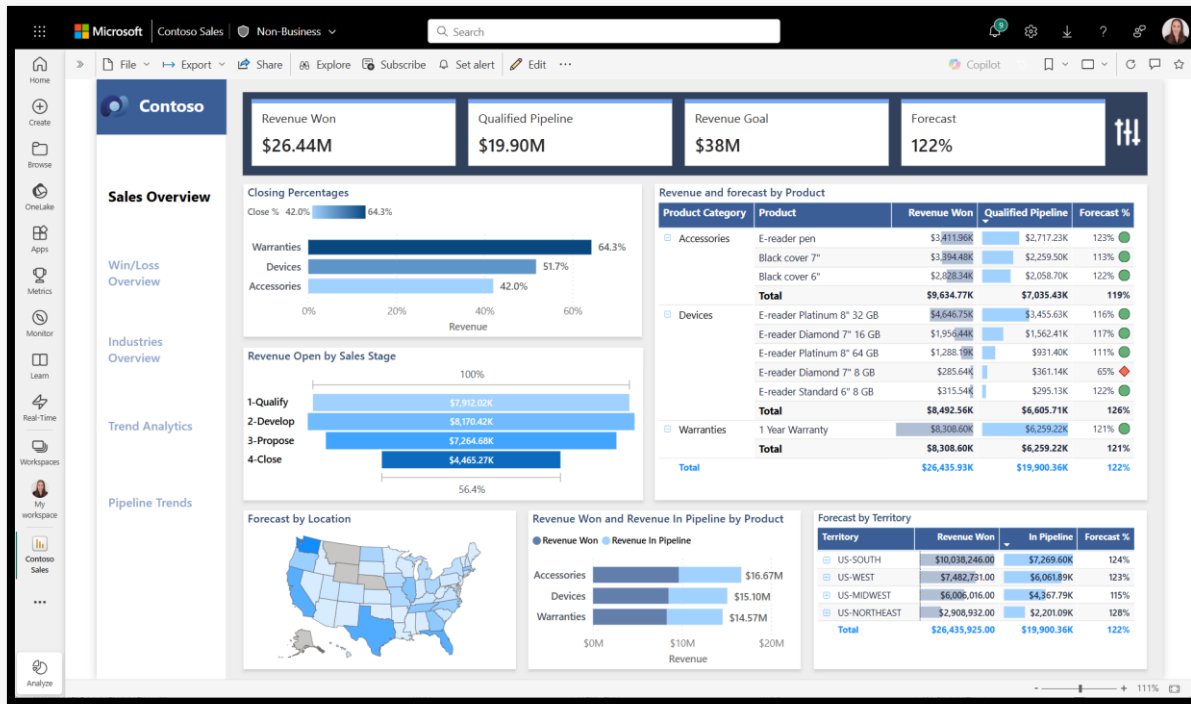 Microsoft Contoso Sales Non-Business Search 9 ?
Home
Create
Browse
OneLake
Apps
Metrics
Monitor
Learn
Real-Time
Workspaces
My
workspace
Contoso
Sales
...
Analyze
File Export Share Explore Subscribe Set alert Edit ... Copilot
Contoso
Sales Overview
Win/Loss
Overview
Industries
Overview
Trend Analytics
Pipeline Trends
Revenue Won
$26.44M
Qualified Pipeline
$19.90M
Revenue Goal
$38M
Forecast
122%
Closing Percentages
Close % 42.0% 64.3%
Warranties 64.3%
Devices 51.7%
Accessories 42.0%
0% 20% 40% 60%
Revenue
Revenue Open by Sales Stage
100%
1-Qualify $7,912.02K
2-Develop $8,170.42K
3-Propose $7,264.68K
4-Close $4,465.27K
56.4%
Revenue and forecast by Product
Product Category Product Revenue Won Qualified Pipeline Forecast %
Accessories E-reader pen $3,411.96K $2,717.23K 123%
Black cover 7" $3,394.48K $2,259.50K 113%
Black cover 6" $2,828.34K $2,058.70K 122%
Total $9,634.77K $7,035.43K 119%
Devices E-reader Platinum 8" 32 GB $4,646.75K $3,455.63K 116%
E-reader Diamond 7" 16 GB $1,956.44K $1,562.41K 117%
E-reader Platinum 8" 64 GB $1,288.19K $931.40K 111%
E-reader Diamond 7" 8 GB $285.64K $361.14K 65%
E-reader Standard 6" 8 GB $315.54K $295.13K 122%
Total $8,492.56K $6,605.71K 126%
Warranties 1 Year Warranty $8,308.60K $6,259.22K 121%
Total $8,308.60K $6,259.22K 121%
Total $26,435.93K $19,900.36K 122%
Forecast by Location
Revenue Won and Revenue In Pipeline by Product
Revenue Won Revenue In Pipeline
Accessories $16.67M
Devices $15.10M
Warranties $14.57M
$0M $10M $20M
Revenue
Forecast by Territory
Territory Revenue Won In Pipeline Forecast %
US-SOUTH $10,038,246.00 $7,269.60K 124%
US-WEST $7,482,731.00 $6,061.89K 123%
US-MIDWEST $6,006,016.00 $4,367.79K 115%
US-NORTHEAST $2,908,932.00 $2,201.09K 128%
Total $26,435,925.00 $19,900.36K 122%
- + 111%